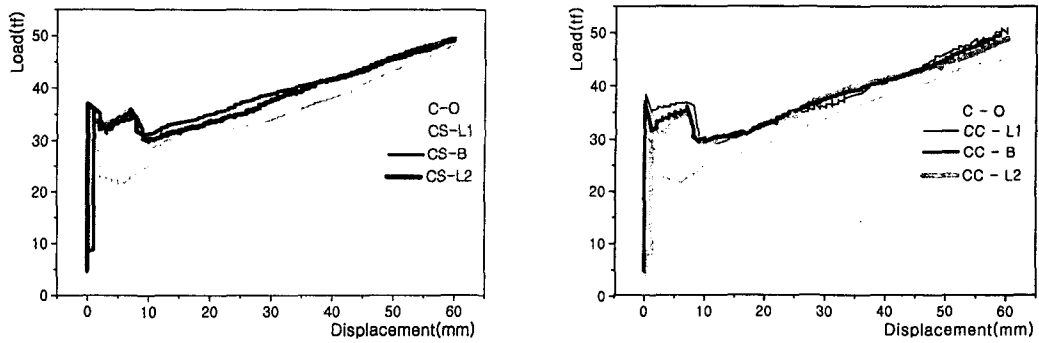 Load(tf)
60
50
40
30
20
10
0
C-O
CS-L1
CS-B
CS-L2
0 10 20 30 40 50 60
Displacement(mm)
Load(tf)
50
40
30
20
10
0
C - O
CC - L1
CC - B
CC - L2
0 10 20 30 40 50 60
Displacement(mm)